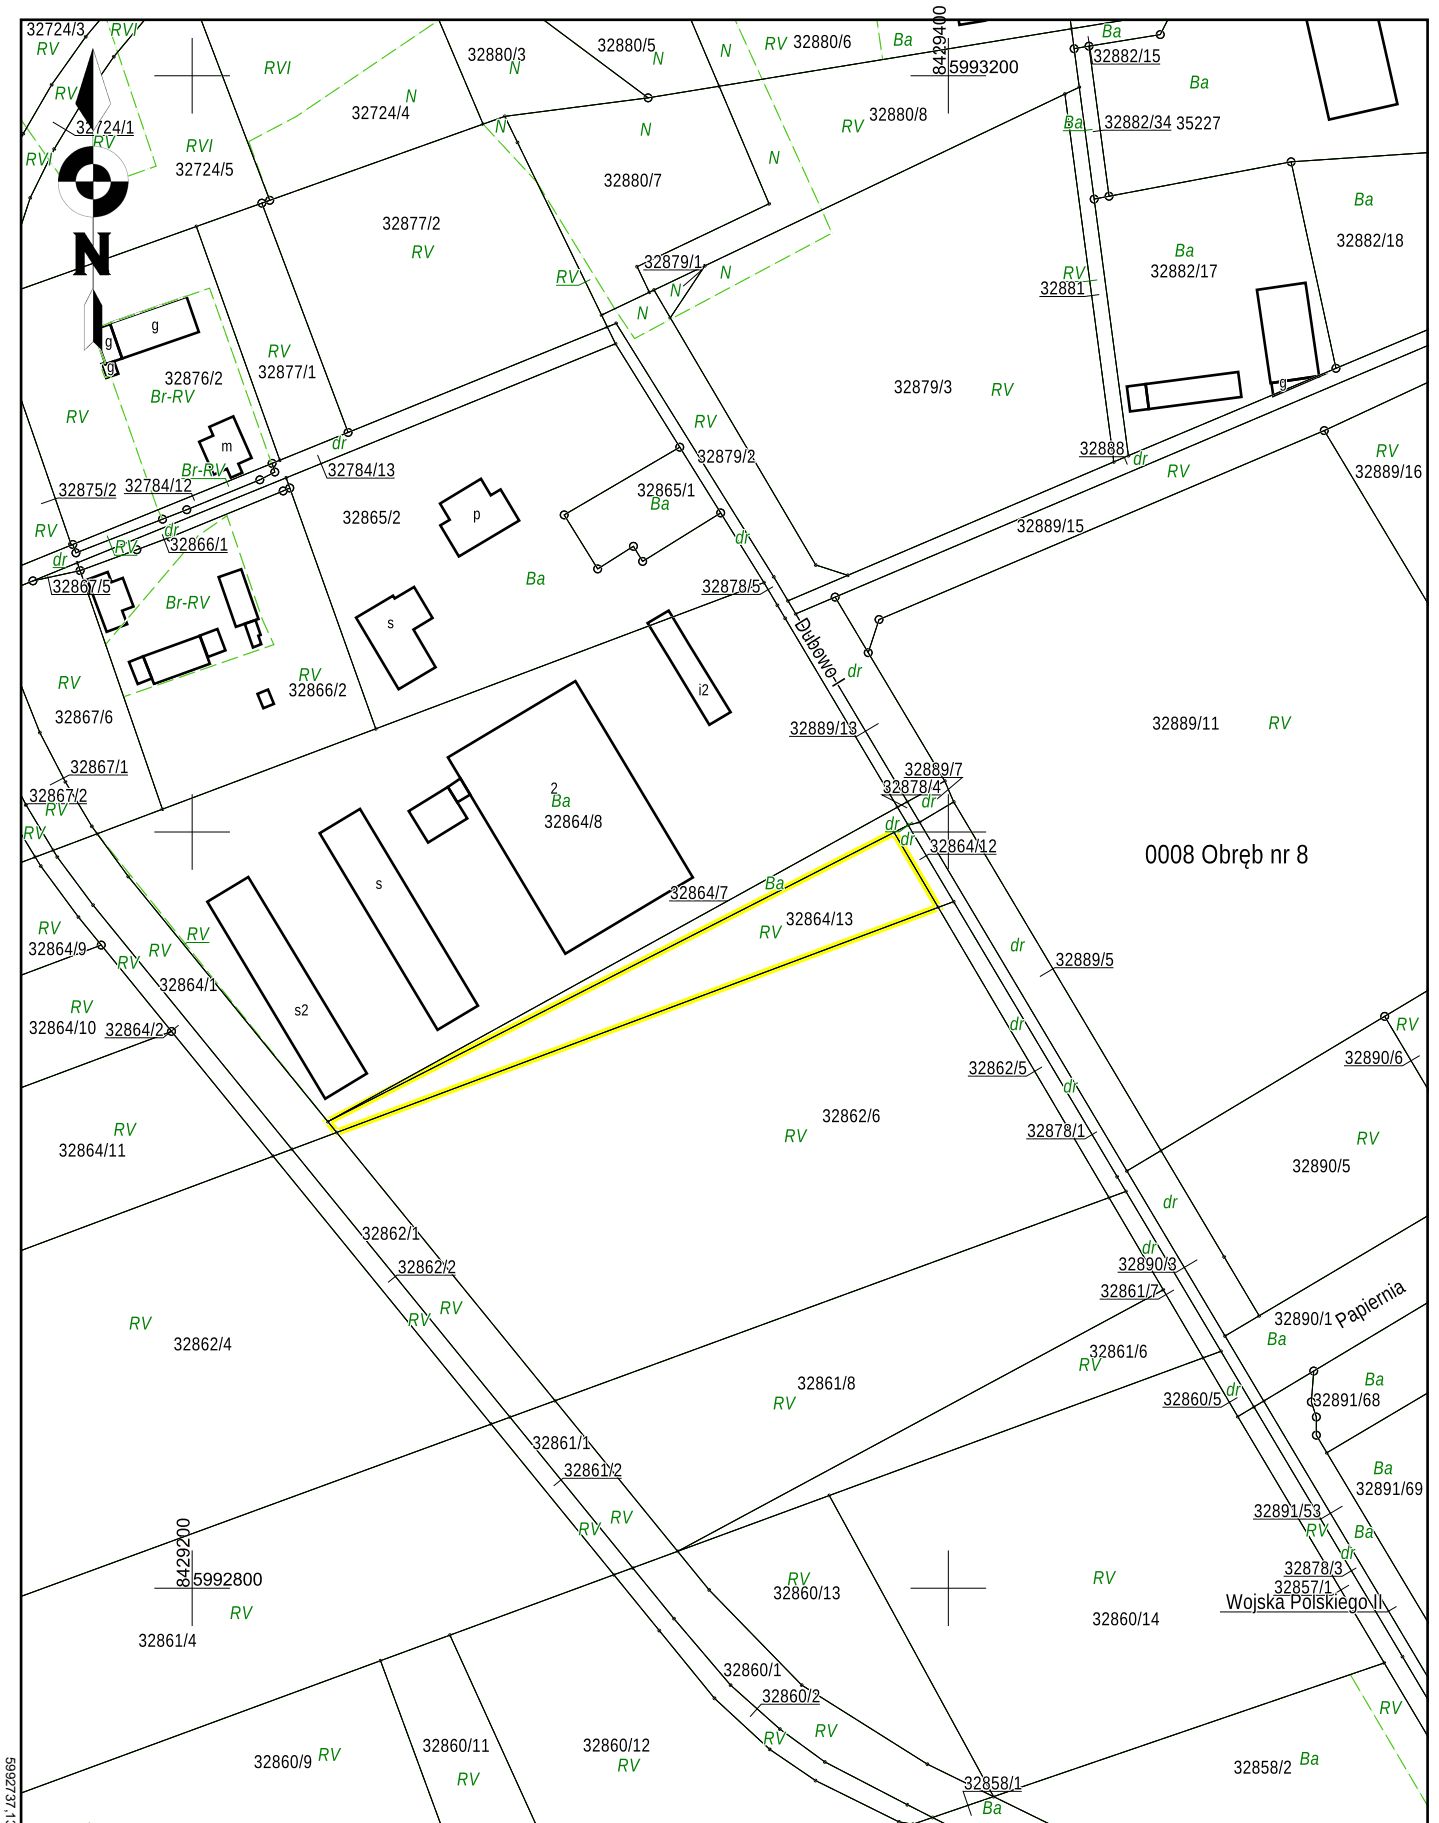 32724/3
RVI
RV
32880/3
32880/5
N
N
N
RV
32880/6
Ba
8429400
5993200
Ba
32882/15
Ba
RVI
RV
N
32724/4
32724/1
RV
RVI
RVI
32724/5
N
N
N
32880/8
RV
Ba
32882/34
35227
32880/7
32877/2
RV
Ba
32882/18
Ba
32882/17
N
32879/1
N
RV
N
N
RV
32881
g
g
g
RV
32877/1
32876/2
Br-RV
RV
m
dr
32879/3
RV
g
RV
32879/2
32888
dr
RV
RV
32889/16
Br-RV
32784/13
32784/12
32875/2
32865/1
Ba
32865/2
p
RV
dr
RV
32866/1
dr
32889/15
dr
32867/5
Ba
32878/5
Br-RV
s
Dubowo I
dr
RV
32866/2
i2
RV
32867/6
32889/13
32889/11
RV
32867/1
32867/2
RV
RV
2
Ba
32864/8
32889/7
32878/4
dr
dr
dr
32864/12
0008 Obręb nr 8
s
Ba
32864/7
32864/13
RV
RV
32864/9
RV
RV
RV
32864/1
s2
dr
32889/5
RV
32864/10
32864/2
dr
RV
32890/6
32862/5
dr
32862/6
RV
32878/1
RV
32864/11
RV
32890/5
dr
32862/1
32862/2
dr
32890/3
32861/7
RV
RV
RV
32862/4
32890/1
Papiernia
Ba
32861/6
RV
32861/8
RV
32860/5
dr
Ba
32891/68
32861/1
32861/2
Ba
32891/69
RV
RV
32891/53
RV
Ba
dr
32878/3
32857/1
Wojska Polskiego II
8429200
5992800
RV
32861/4
RV
32860/13
RV
32860/14
32860/1
32860/2
RV
RV
RV
32860/9
RV
32860/11
RV
32860/12
RV
32858/1
Ba
32858/2
Ba
N